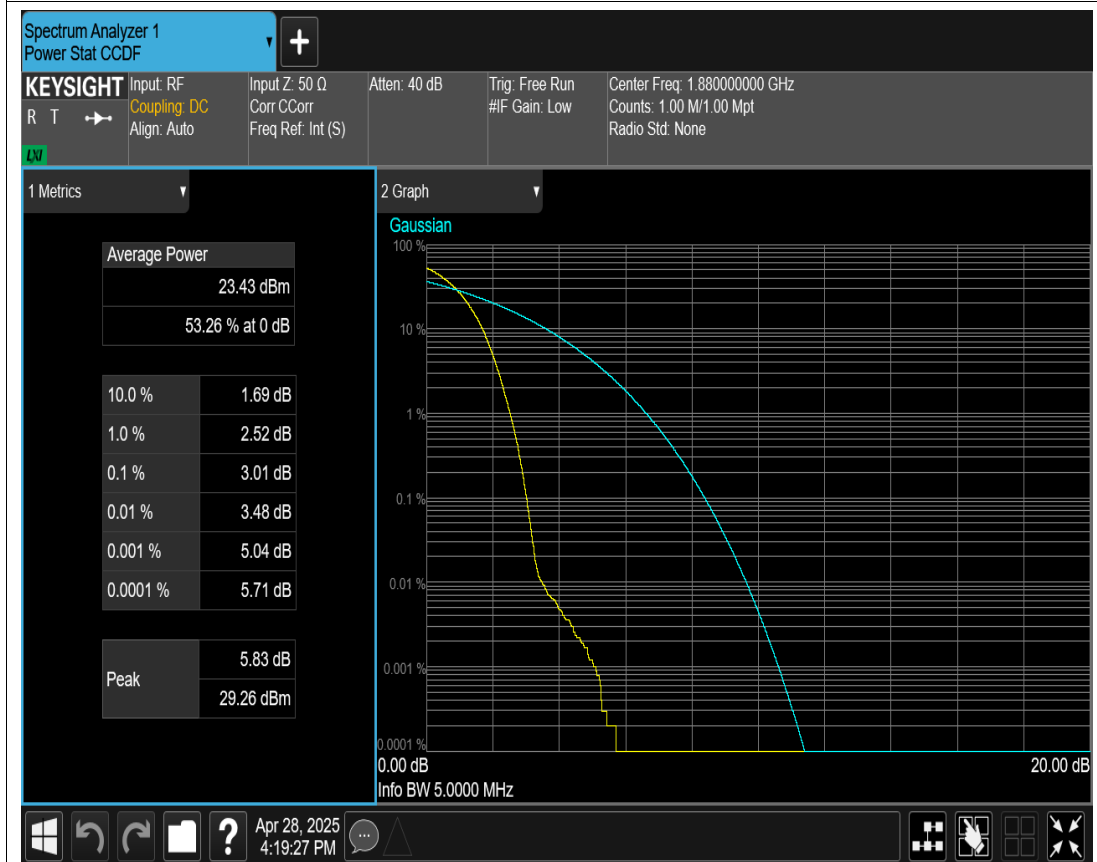 Spectrum Analyzer 1
Power Stat CCDF
KEYSIGHT
R T
LXI
Input: RF
Coupling: DC
Align: Auto
Input Z: 50 Ω
Corr CCorr
Freq Ref: Int (S)
Atten: 40 dB
Trig: Free Run
#IF Gain: Low
Center Freq: 1.880000000 GHz
Counts: 1.00 M/1.00 Mpt
Radio Std: None
1 Metrics
Average Power
23.43 dBm
53.26 % at 0 dB
10.0 % 1.69 dB
1.0 % 2.52 dB
0.1 % 3.01 dB
0.01 % 3.48 dB
0.001 % 5.04 dB
0.0001 % 5.71 dB
Peak
5.83 dB
29.26 dBm
2 Graph
Gaussian
100 %
10 %
1 %
0.1 %
0.01 %
0.001 %
0.0001 %
0.00 dB 20.00 dB
Info BW 5.0000 MHz
?
Apr 28, 2025
4:19:27 PM